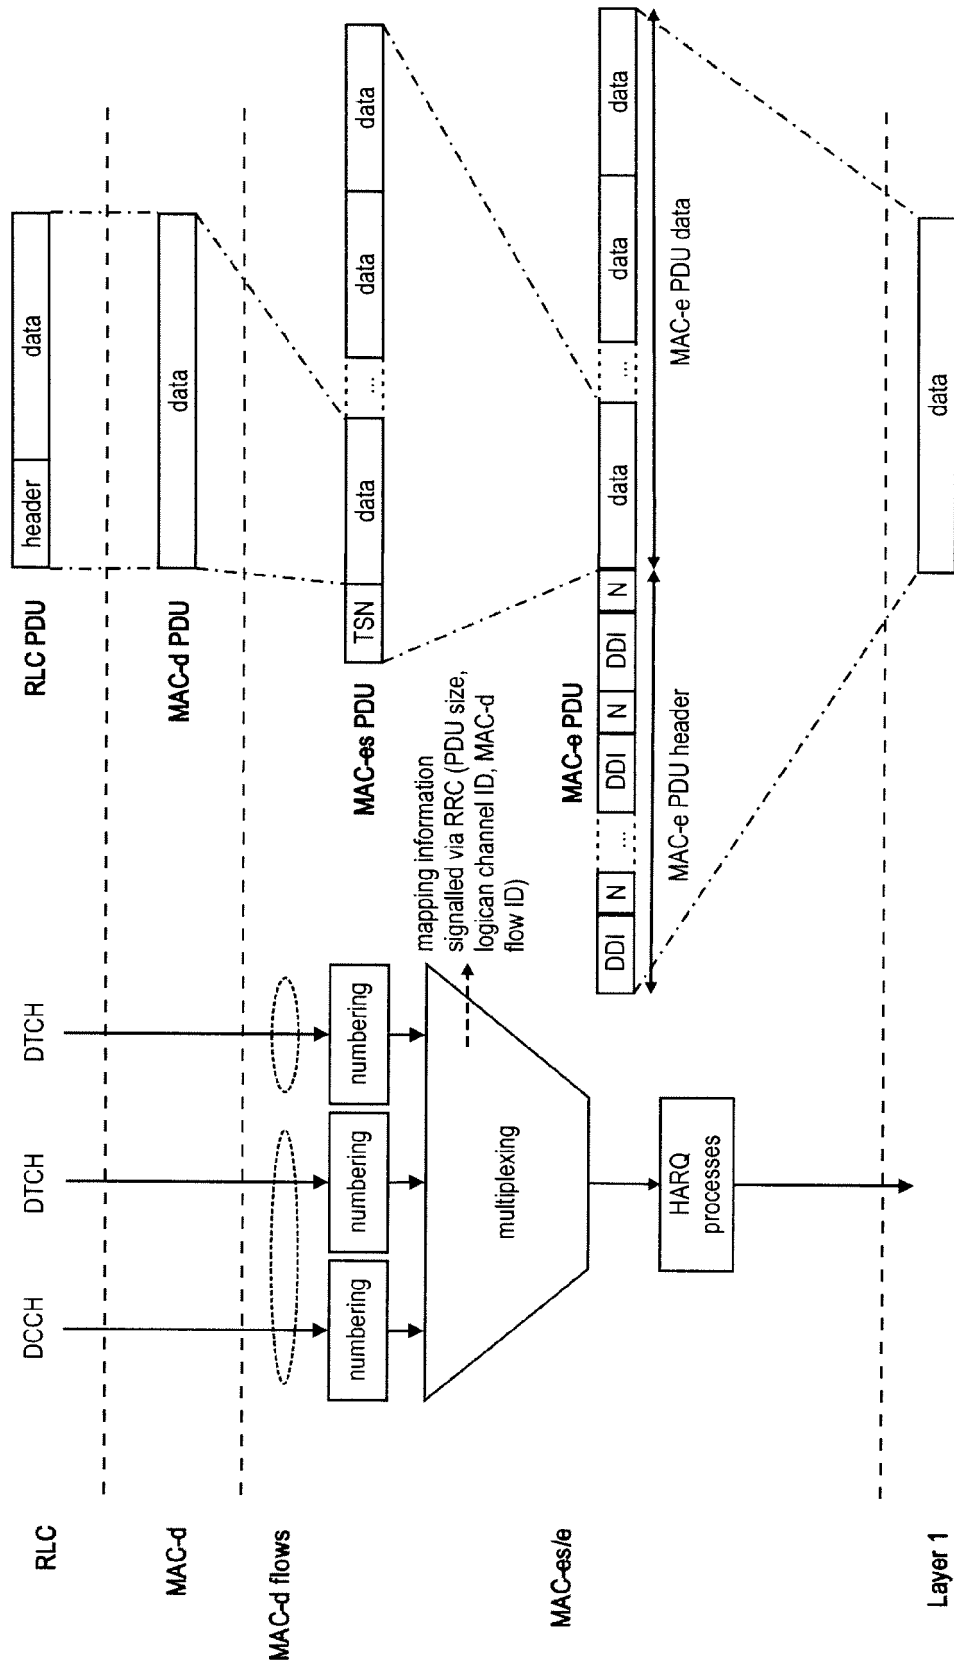 RLC
MAC-d
MAC-d flows
MAC-es/e
Layer 1
DCCH
DTCH
DTCH
numbering
numbering
numbering
multiplexing
HARQ
processes
mapping information
signalled via RRC (PDU size,
logican channel ID, MAC-d
flow ID)
RLC PDU
header
data
MAC-d PDU
data
MAC-es PDU
TSN
data
...
data
data
MAC-e PDU
DDI
N
...
DDI
N
DDI
N
data
...
data
data
MAC-e PDU header
MAC-e PDU data
data